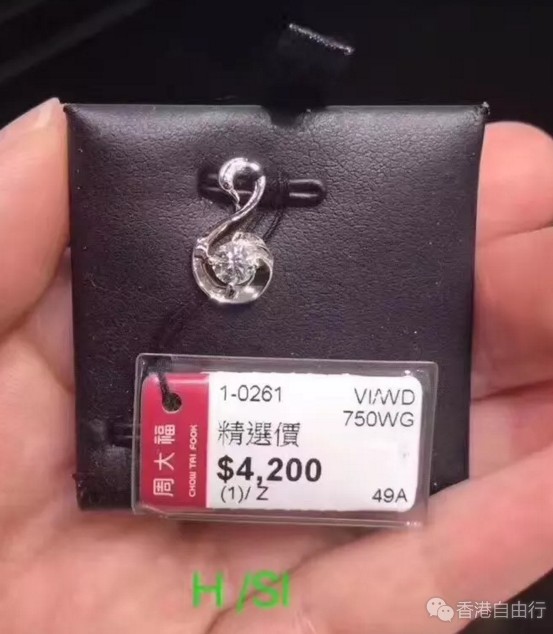 周大福
CHOW TAI FOOK
1-0261 VI/WD
750WG
精選價
$4,200
(1)/Z 49A
H /SI
香港自由行